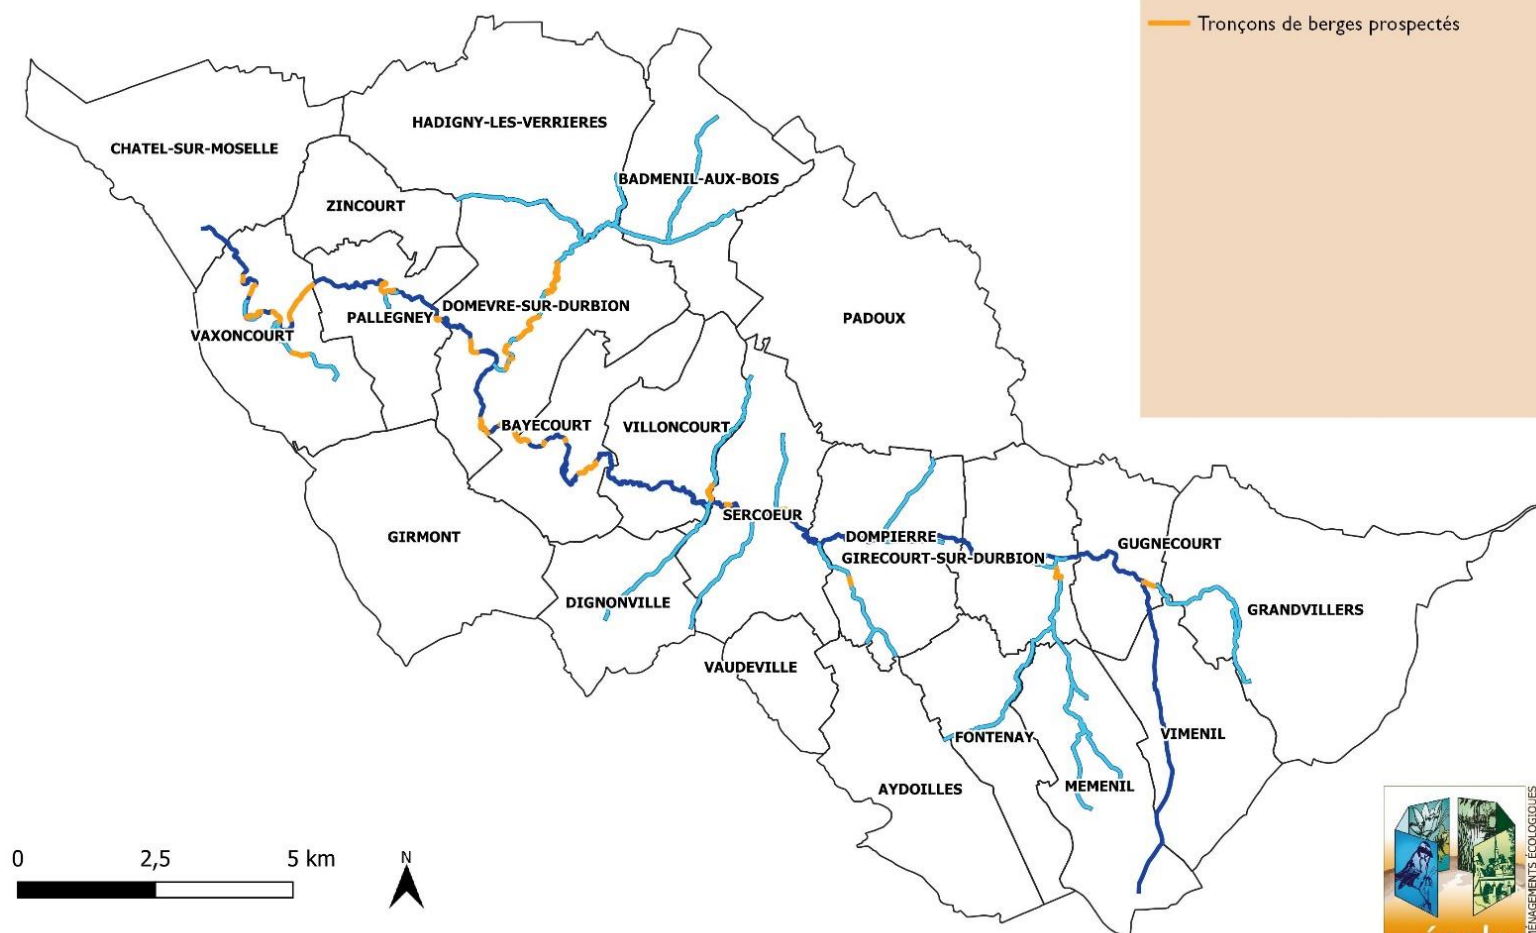 Tronçons de berges prospectés
HADIGNY-LES-VERRIERES
CHATEL-SUR-MOSELLE
BADMENIL-AUX-BOIS
ZINCOURT
DOMEVRE-SUR-DURBION
PALLEGNEY
PADOUX
VAXONCOURT
BAYECOURT
VILLONCOURT
SERCOEUR
GIRMONT
DOMPIERRE
GUGNECOURT
GIRECOURT-SUR-DURBION
DIGNONVILLE
GRANDVILLERS
VAUDEVILLE
FONTENAY
VIMENIL
MEMENIL
AYDOILLES
0 2,5 5 km
N
MÉNAGEMENTS ÉCOLOGIQUES